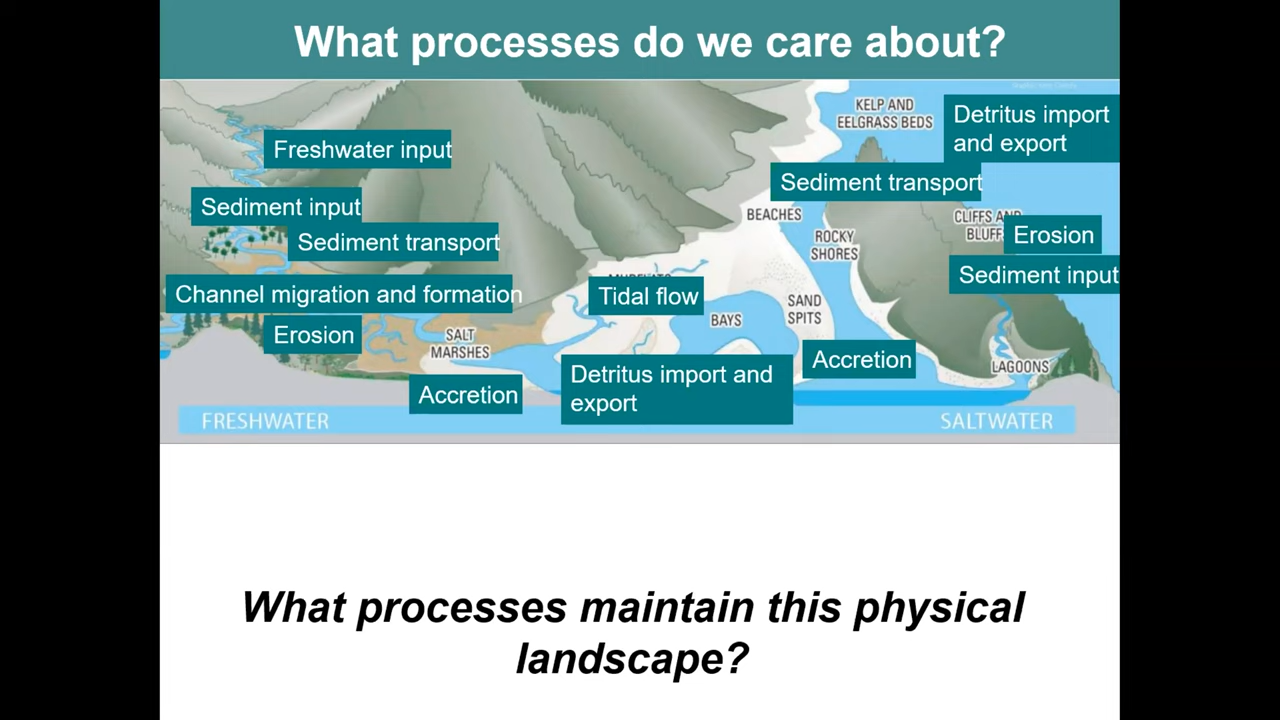 What processes do we care about?
KELP AND
EELGRASS BEDS
Detritus import
and export
Freshwater input
Sediment transport
Sediment input
BEACHES
CLIFFS AND
Erosion
ROCKY
SHORES
Sediment transport
Sediment input
Channel migration and formation
Tidal flow
SAND
SPITS
BAYS
Erosion
SALT
MARSHES
Accretion
LAGOONS
Detritus import and
export
Accretion
FRESHWATER
SALTWATER
What processes maintain this physical
landscape?